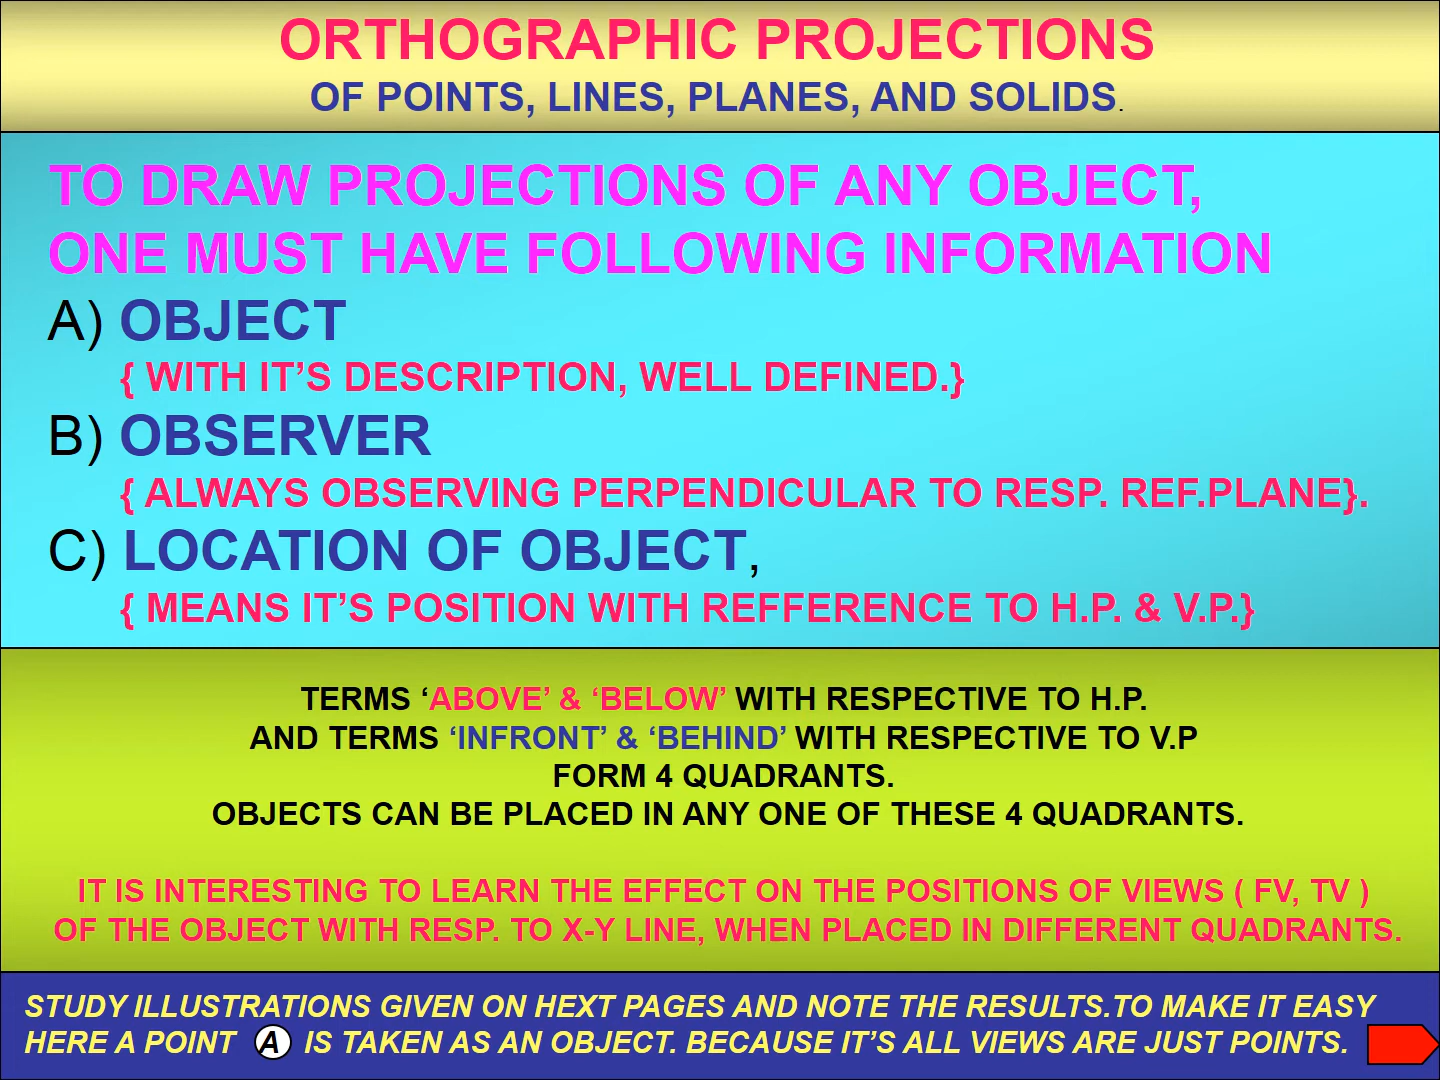 ORTHOGRAPHIC PROJECTIONS
OF POINTS, LINES, PLANES, AND SOLIDS.
TO DRAW PROJECTIONS OF ANY OBJECT,
ONE MUST HAVE FOLLOWING INFORMATION
A) OBJECT
{ WITH IT’S DESCRIPTION, WELL DEFINED.}
B) OBSERVER
{ ALWAYS OBSERVING PERPENDICULAR TO RESP. REF.PLANE}.
C) LOCATION OF OBJECT,
{ MEANS IT’S POSITION WITH REFFERENCE TO H.P. & V.P.}
TERMS ‘ABOVE’ & ‘BELOW’ WITH RESPECTIVE TO H.P.
AND TERMS ‘INFRONT’ & ‘BEHIND’ WITH RESPECTIVE TO V.P
FORM 4 QUADRANTS.
OBJECTS CAN BE PLACED IN ANY ONE OF THESE 4 QUADRANTS.
IT IS INTERESTING TO LEARN THE EFFECT ON THE POSITIONS OF VIEWS ( FV, TV )
OF THE OBJECT WITH RESP. TO X-Y LINE, WHEN PLACED IN DIFFERENT QUADRANTS.
STUDY ILLUSTRATIONS GIVEN ON HEXT PAGES AND NOTE THE RESULTS.TO MAKE IT EASY
HERE A POINT A IS TAKEN AS AN OBJECT. BECAUSE IT’S ALL VIEWS ARE JUST POINTS.